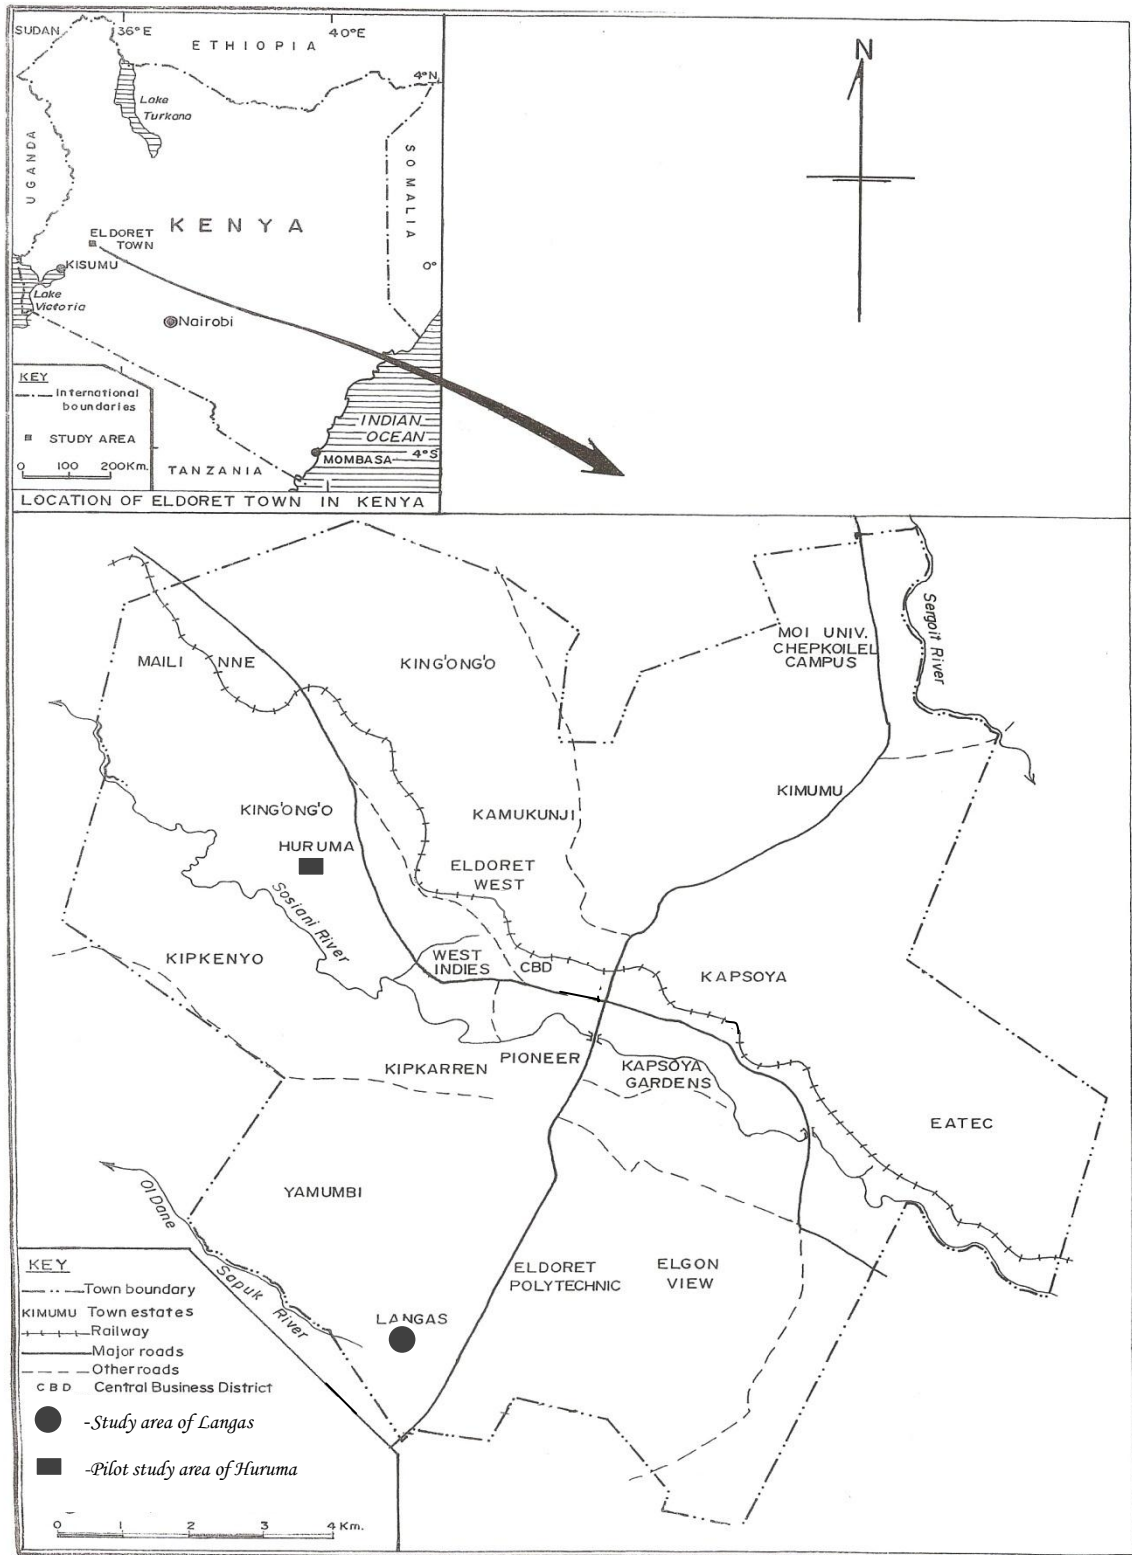 SUDAN
36°E
40°E
ETHIOPIA
4°N
Lake
Turkana
UGANDA
SOMALIA
KENYA
ELDORET
TOWN
KISUMU
0°
Lake
Victoria
Nairobi
KEY
International
boundaries
STUDY AREA
0 100 200Km.
INDIAN
OCEAN
MOMBASA
4°S
TANZANIA
LOCATION OF ELDORET TOWN IN KENYA
N
MOI UNIV.
CHEPKOILEL
CAMPUS
Sergoit River
MAILI NNE
KING'ONG'O
KIMUMU
KING'ONG'O
KAMUKUNJI
HURUMA
ELDORET
WEST
Sosiani River
KIPKENYO
WEST
INDIES
CBD
KAPSOYA
PIONEER
KIPKARREN
KAPSOYA
GARDENS
EATEC
YAMUMBI
Ol Dane
Sapuk River
ELDORET
POLYTECHNIC
ELGON
VIEW
LANGAS
KEY
Town boundary
KIMUMU Town estates
Railway
Major roads
Other roads
CBD Central Business District
-Study area of Langas
-Pilot study area of Huruma
0 1 2 3 4 Km.